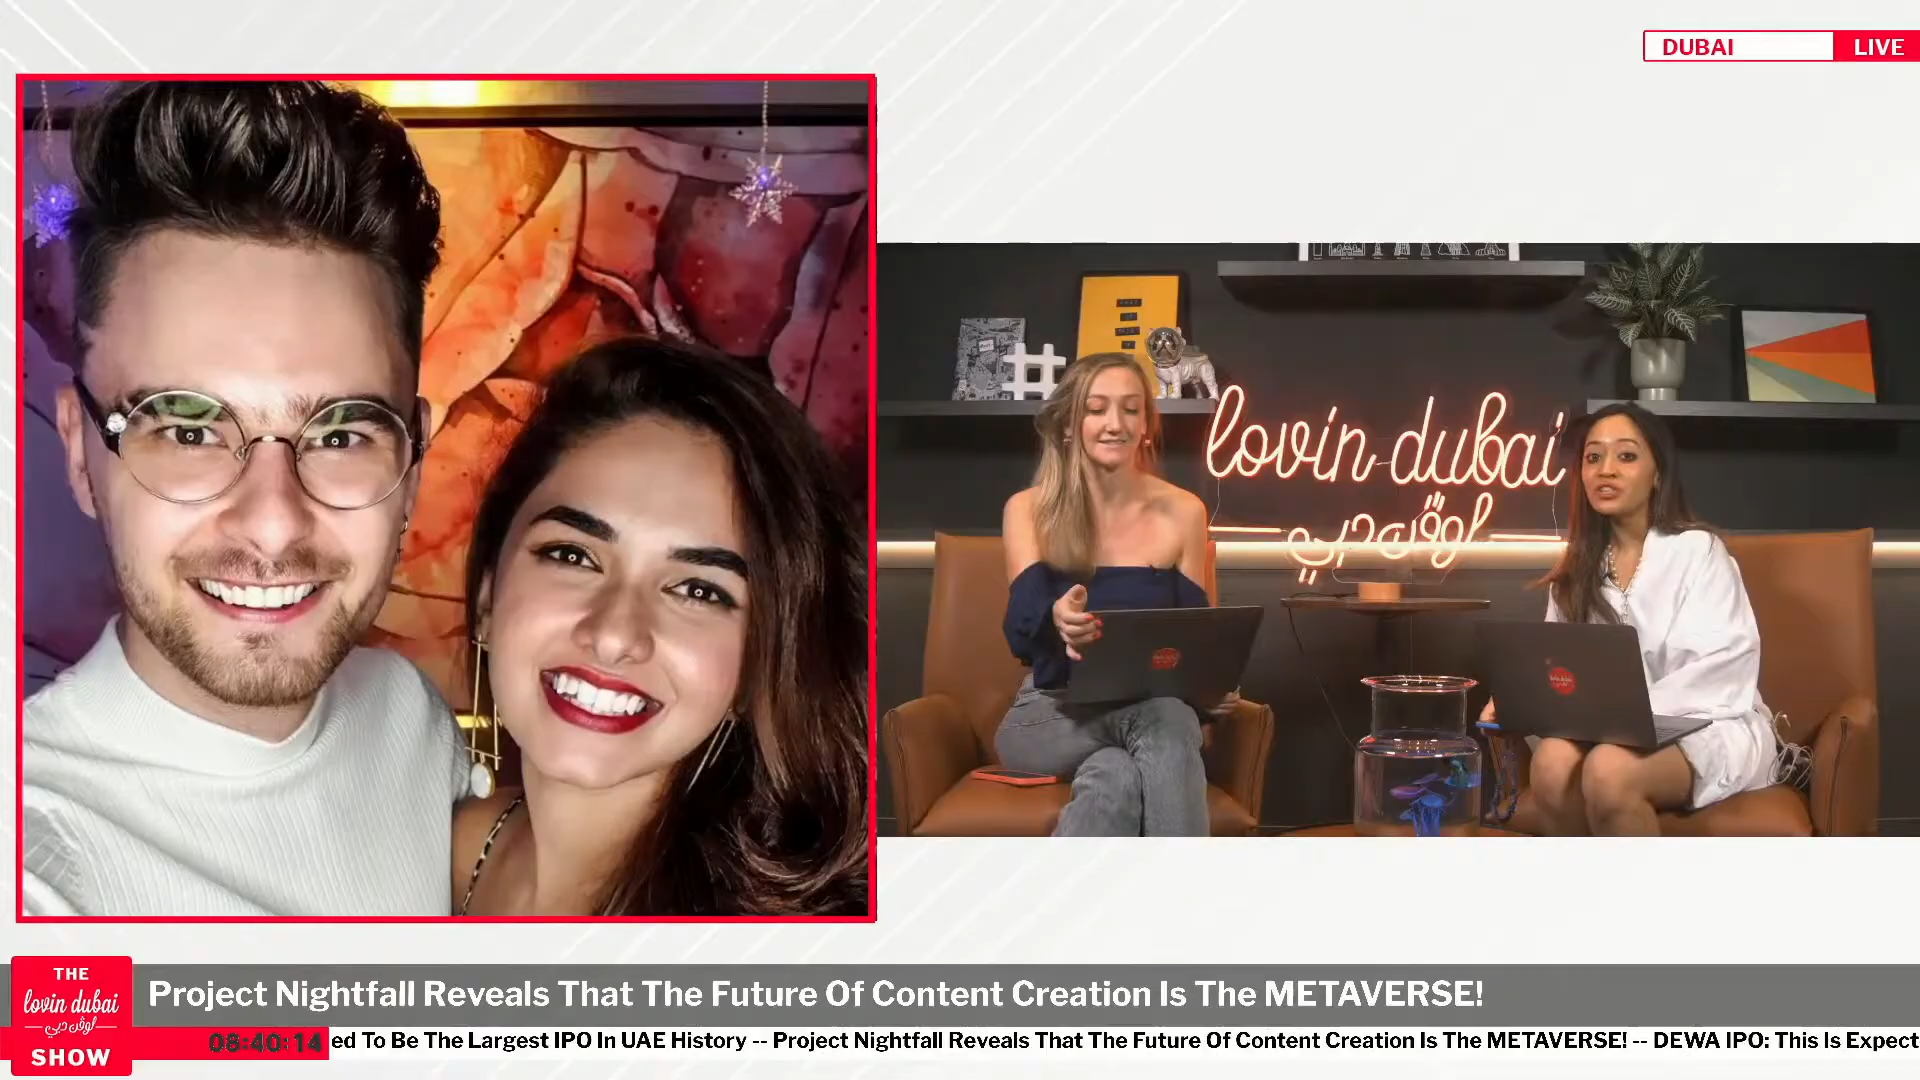 DUBAI LIVE
lovin dubai
لوڤن دبي
THE
lovin dubai
لوڤن دبي
SHOW
Project Nightfall Reveals That The Future Of Content Creation Is The METAVERSE!
08:40:14
ed To Be The Largest IPO In UAE History -- Project Nightfall Reveals That The Future Of Content Creation Is The METAVERSE! -- DEWA IPO: This Is Expect